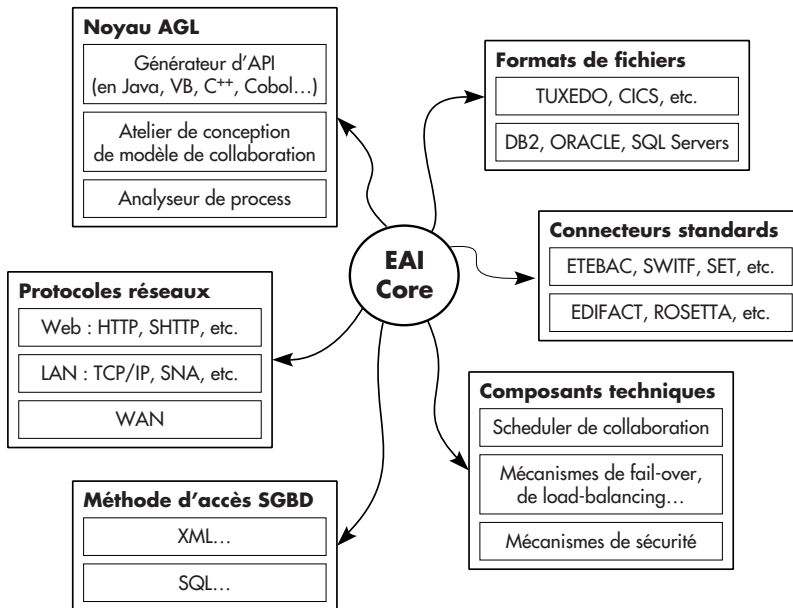 Noyau AGL
Générateur d'API
(en Java, VB, C++, Cobol…)
Atelier de conception
de modèle de collaboration
Analyseur de process
Formats de fichiers
TUXEDO, CICS, etc.
DB2, ORACLE, SQL Servers
EAI
Core
Connecteurs standards
ETEBAC, SWITF, SET, etc.
EDIFACT, ROSETTA, etc.
Protocoles réseaux
Web : HTTP, SHTTP, etc.
LAN : TCP/IP, SNA, etc.
WAN
Composants techniques
Scheduler de collaboration
Mécanismes de fail-over,
de load-balancing…
Mécanismes de sécurité
Méthode d'accès SGBD
XML…
SQL…